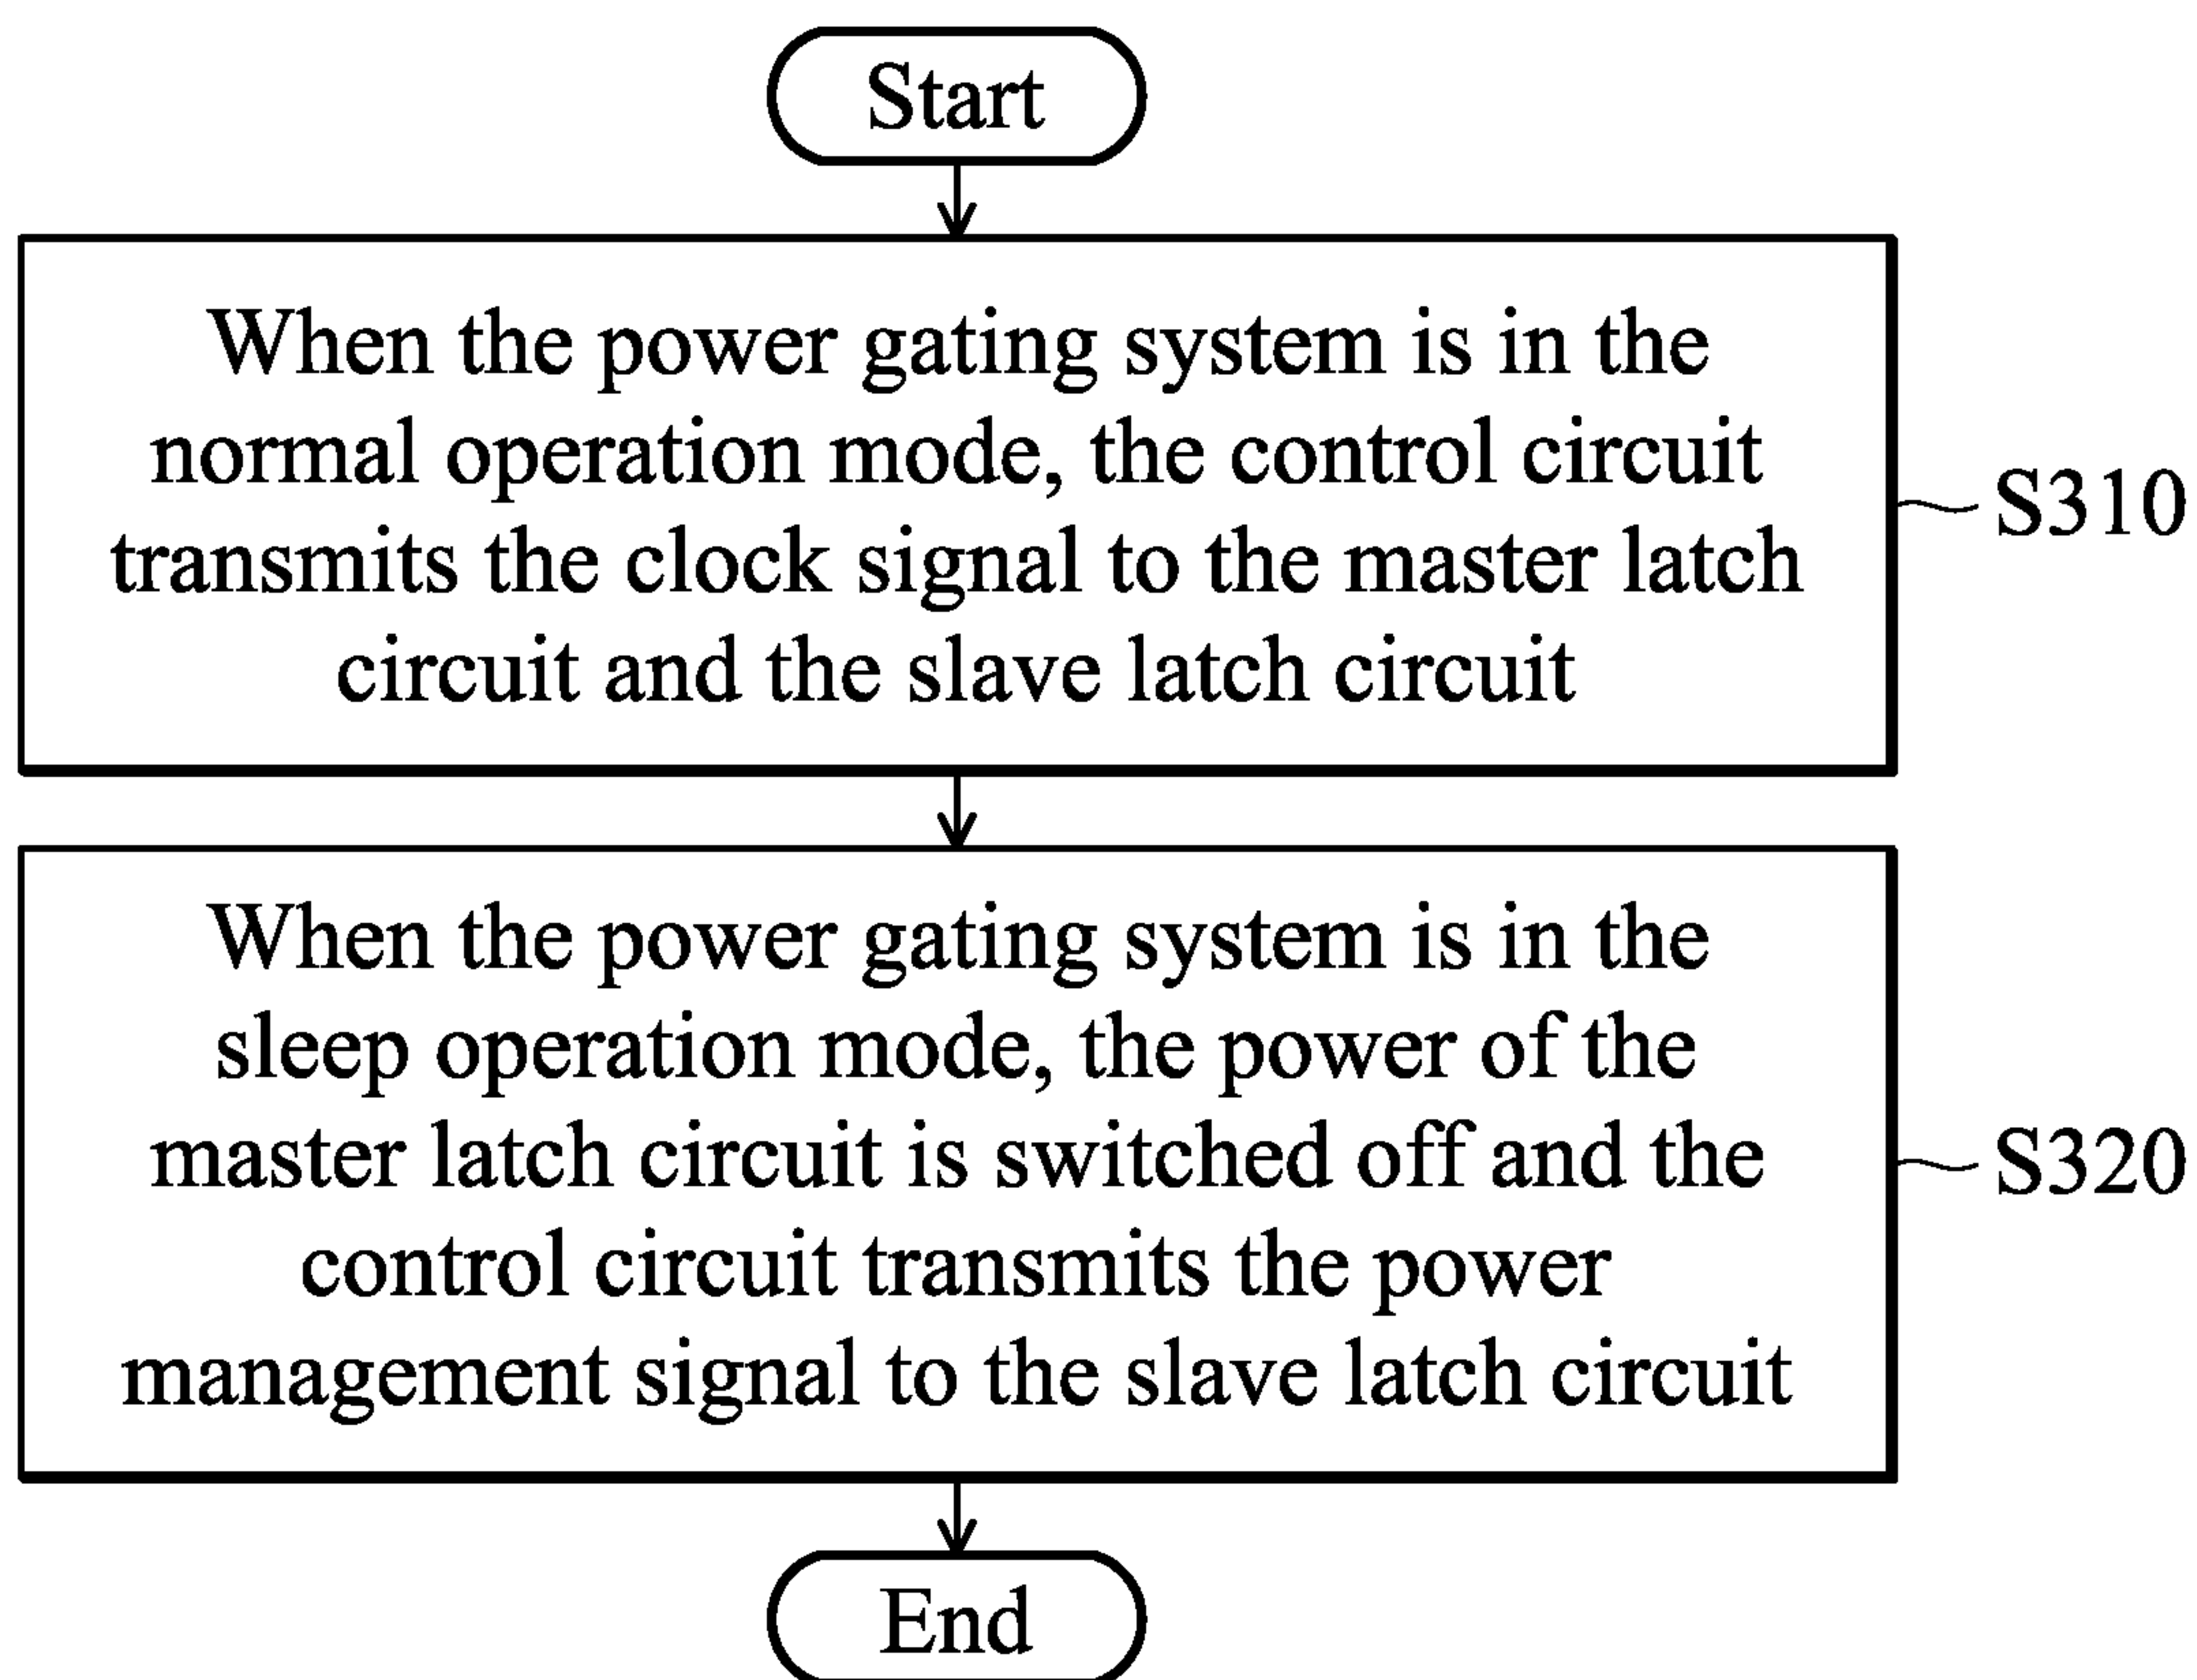 Start
When the power gating system is in the
normal operation mode, the control circuit
transmits the clock signal to the master latch
circuit and the slave latch circuit
S310
When the power gating system is in the
sleep operation mode, the power of the
master latch circuit is switched off and the
control circuit transmits the power
management signal to the slave latch circuit
S320
End